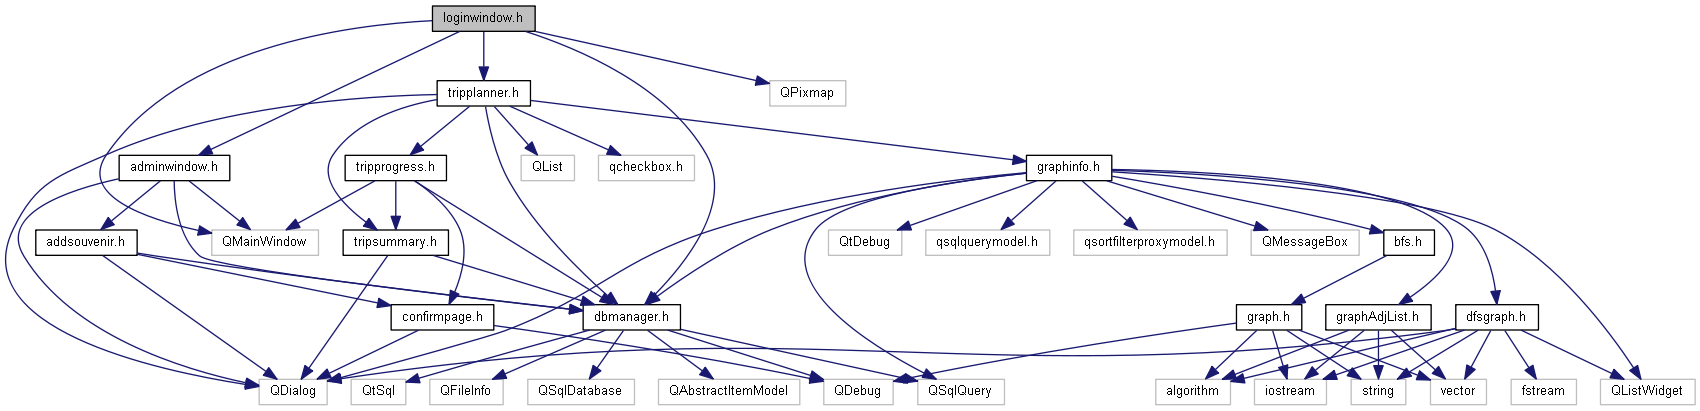 loginwindow.h
tripplanner.h
QPixmap
adminwindow.h
tripprogress.h
QList
qcheckbox.h
graphinfo.h
addsouvenir.h
QMainWindow
tripsummary.h
QtDebug
qsqlquerymodel.h
qsortfilterproxymodel.h
QMessageBox
bfs.h
confirmpage.h
dbmanager.h
graph.h
graphAdjList.h
dfsgraph.h
QDialog
QtSql
QFileInfo
QSqlDatabase
QAbstractItemModel
QDebug
QSqlQuery
algorithm
iostream
string
vector
fstream
QListWidget